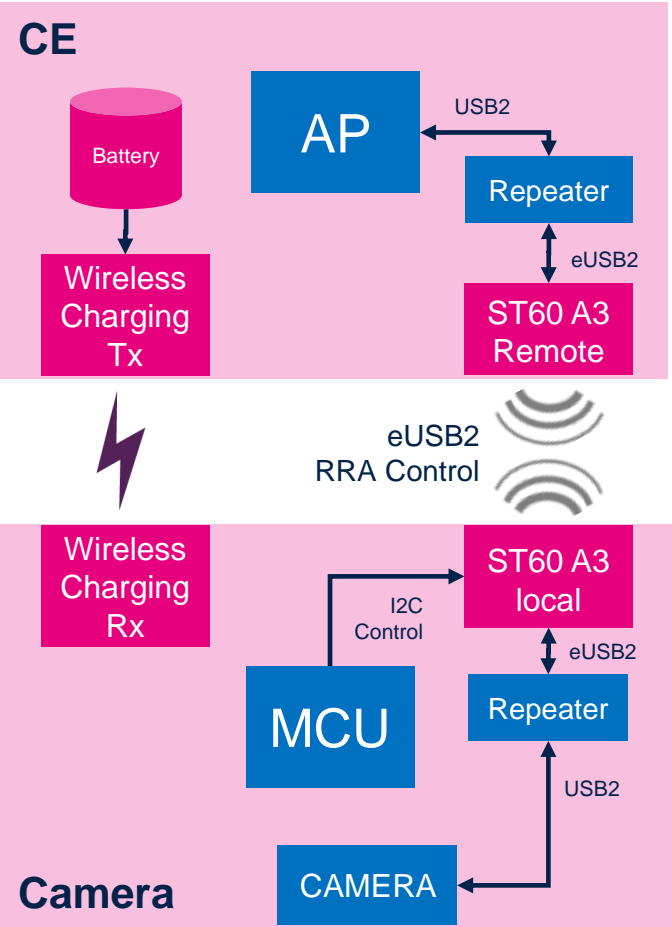 CE
Battery
AP
USB2
Repeater
eUSB2
Wireless
Charging
Tx
ST60 A3
Remote
eUSB2
RRA Control
Wireless
Charging
Rx
ST60 A3
local
I2C
Control
eUSB2
MCU
Repeater
USB2
CAMERA
Camera